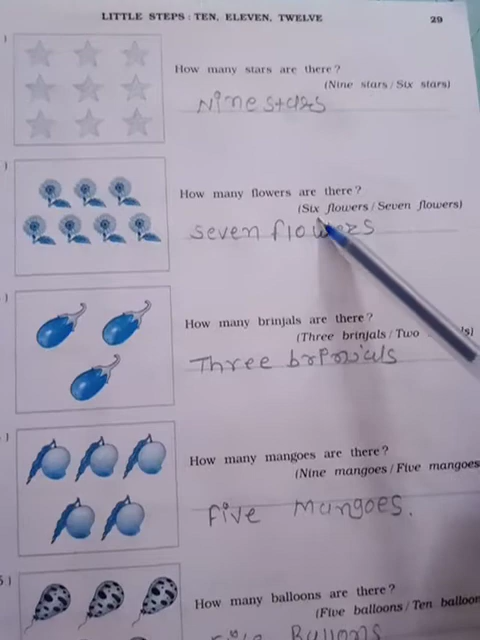 LITTLE STEPS : TEN, ELEVEN, TWELVE 29
)
How many stars are there?
(Nine stars / Six stars)
Nine stars
)
How many flowers are there?
(Six flowers / Seven flowers)
Seven flowers
)
How many brinjals are there?
(Three brinjals / Two
Three brinjals
)
How many mangoes are there?
(Nine mangoes / Five mangoes
Five Mangoes.
5)
How many balloons are there?
(Five balloons / Ten balloon
Balloons